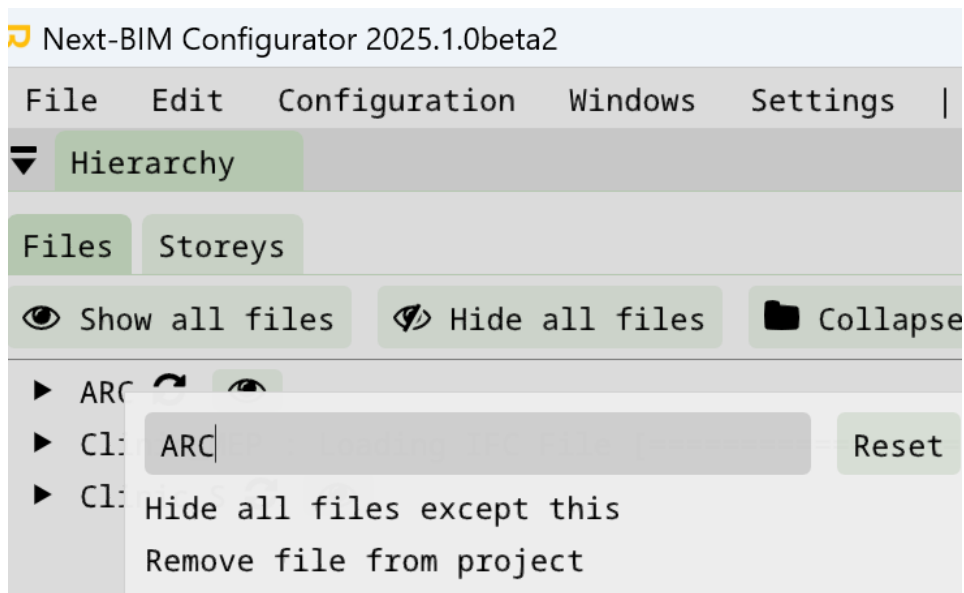 Next-BIM Configurator 2025.1.0beta2
File Edit Configuration Windows Settings |
Hierarchy
Files Storeys
Show all files Hide all files Collapse
ARC
ARC Reset
Hide all files except this
Remove file from project